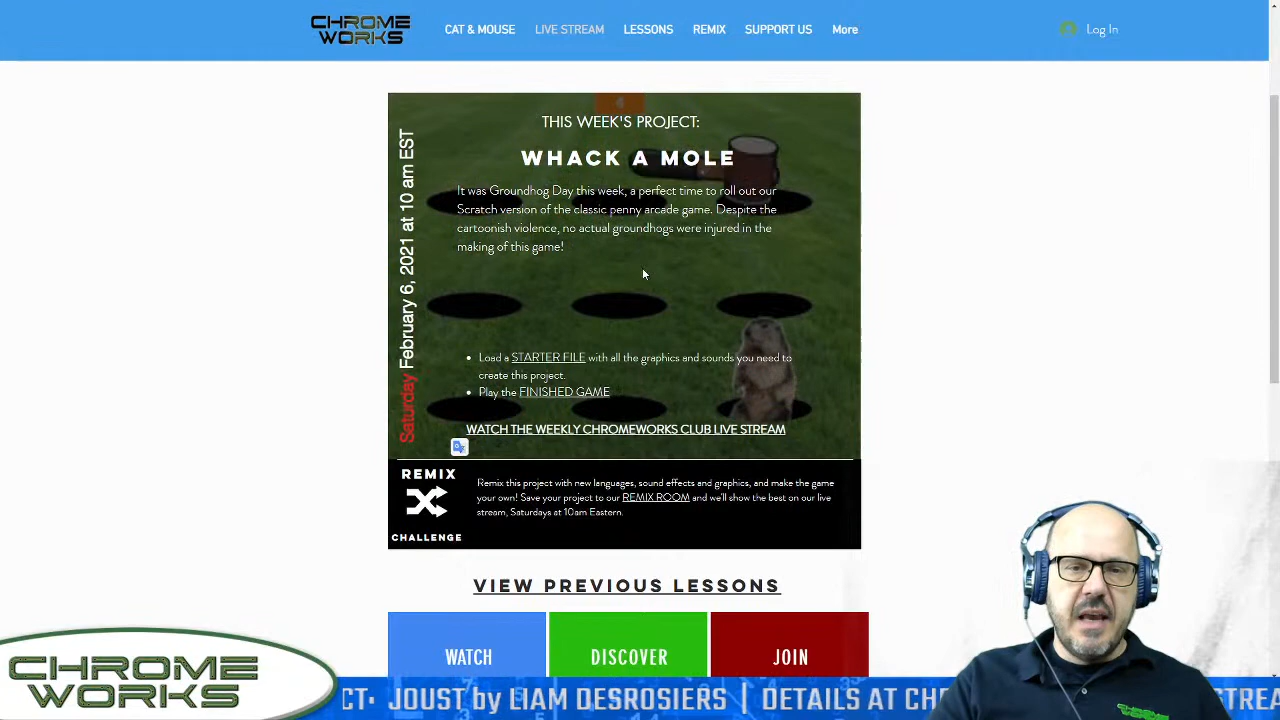 CHROME
WORKS
CAT & MOUSE
LIVE STREAM
LESSONS
REMIX
SUPPORT US
More
Log In
4
THIS WEEK'S PROJECT:
WHACK A MOLE
Saturday February 6, 2021 at 10 am EST
It was Groundhog Day this week, a perfect time to roll out our
Scratch version of the classic penny arcade game. Despite the
cartoonish violence, no actual groundhogs were injured in the
making of this game!
• Load a STARTER FILE with all the graphics and sounds you need to
create this project.
• Play the FINISHED GAME
WATCH THE WEEKLY CHROMEWORKS CLUB LIVE STREAM
REMIX
CHALLENGE
Remix this project with new languages, sound effects and graphics, and make the game
your own! Save your project to our REMIX ROOM and we'll show the best on our live
stream, Saturdays at 10am Eastern.
VIEW PREVIOUS LESSONS
WATCH
DISCOVER
JOIN
CHROME
WORKS
CT• JOUST by LIAM DESROSIERS | DETAILS AT CH STREA